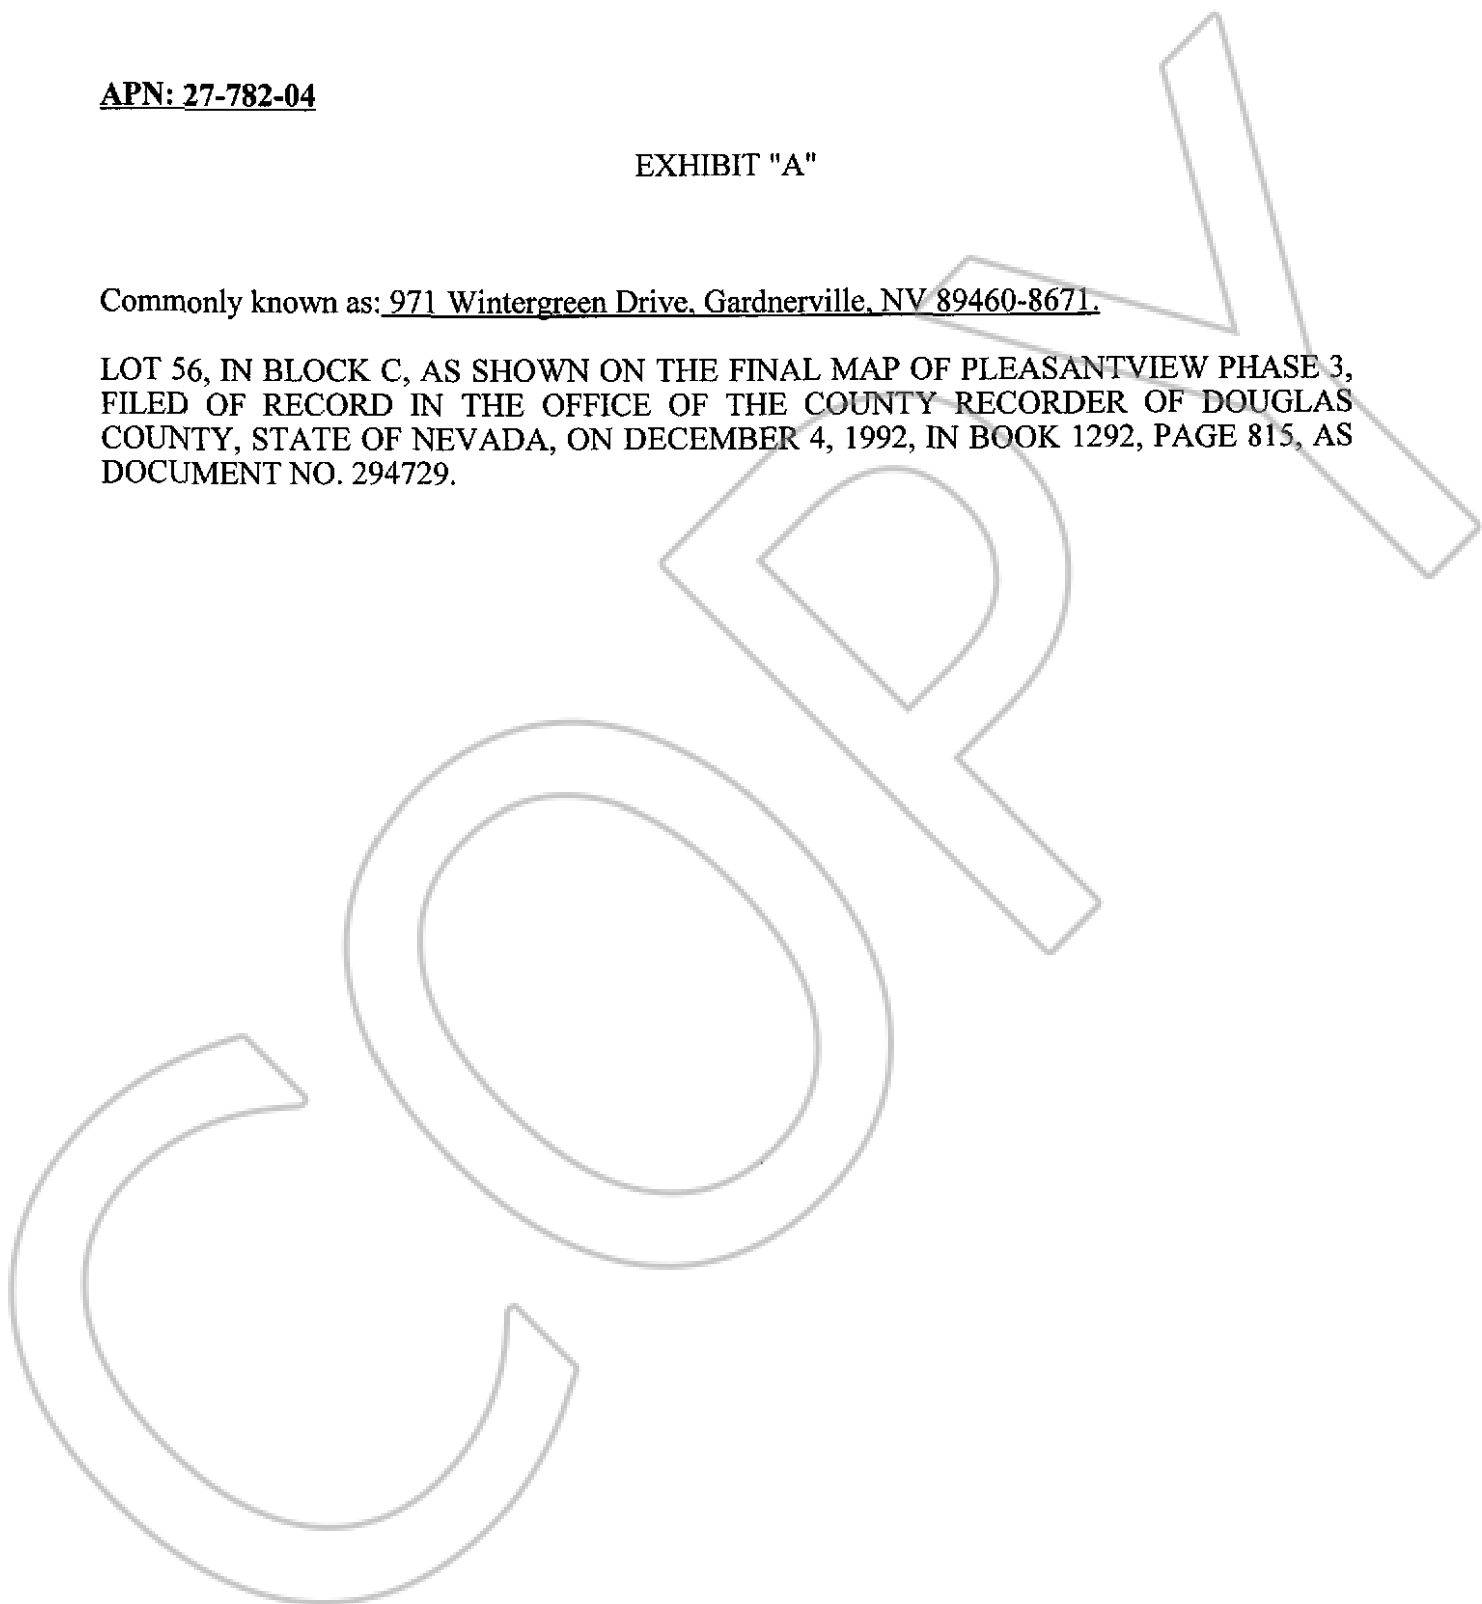 APN: 27-782-04
EXHIBIT "A"
Commonly known as: 971 Wintergreen Drive, Gardnerville, NV 89460-8671.
LOT 56, IN BLOCK C, AS SHOWN ON THE FINAL MAP OF PLEASANTVIEW PHASE 3,
FILED OF RECORD IN THE OFFICE OF THE COUNTY RECORDER OF DOUGLAS
COUNTY, STATE OF NEVADA, ON DECEMBER 4, 1992, IN BOOK 1292, PAGE 815, AS
DOCUMENT NO. 294729.
COPY